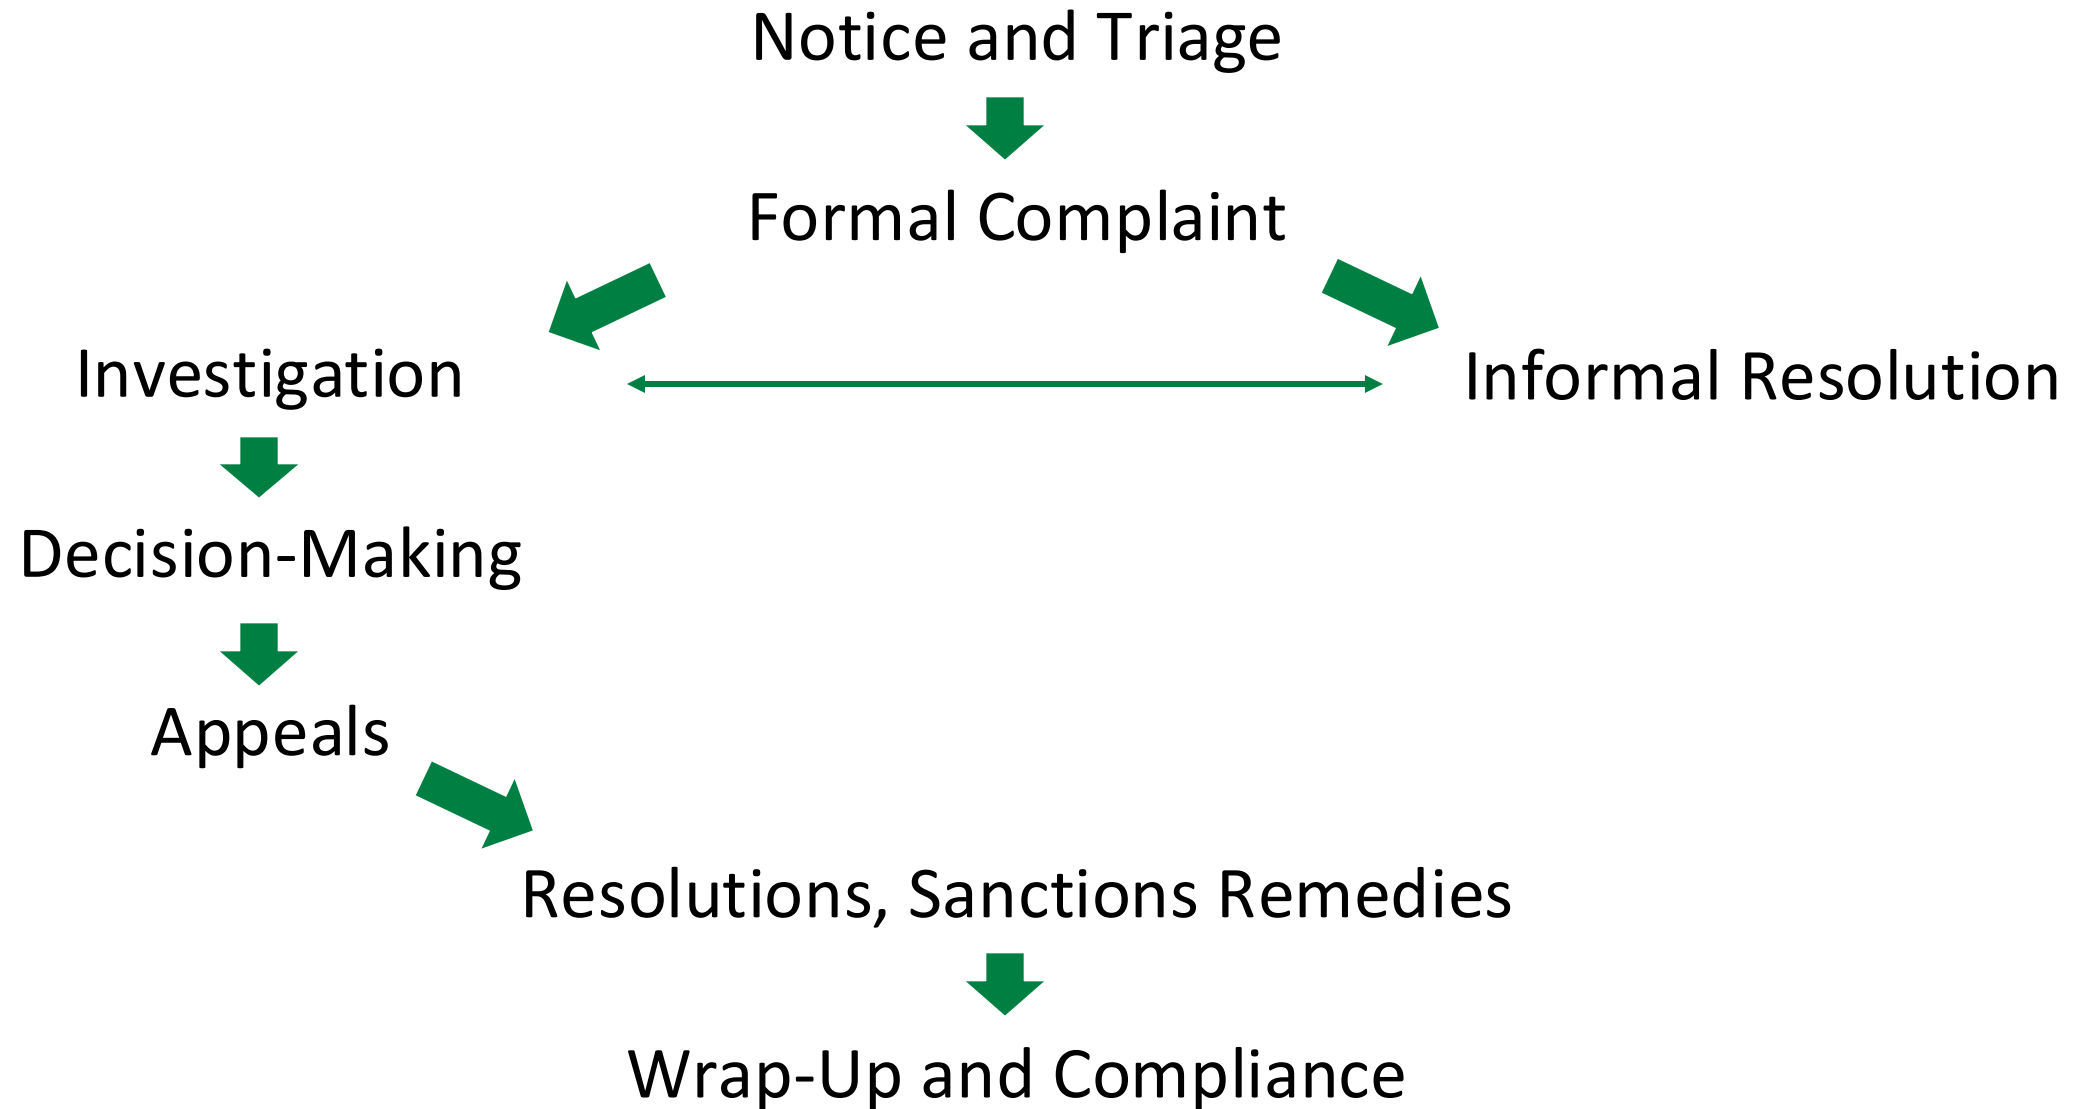 Notice and Triage
Formal Complaint
Investigation
Informal Resolution
Decision-Making
Appeals
Resolutions, Sanctions Remedies
Wrap-Up and Compliance